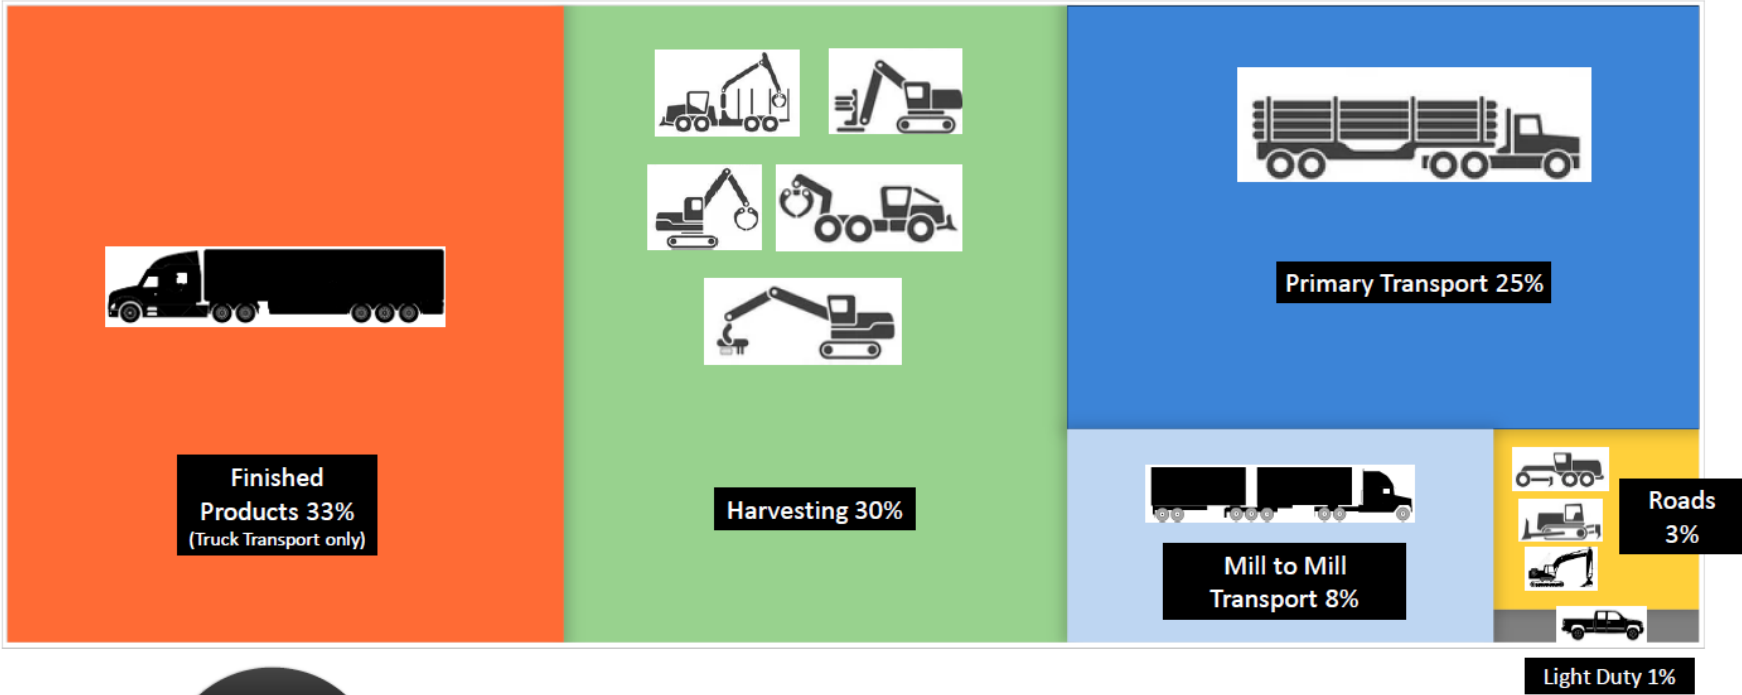 Finished
Products 33%
(Truck Transport only)
Harvesting 30%
Primary Transport 25%
Mill to Mill
Transport 8%
Roads
3%
Light Duty 1%